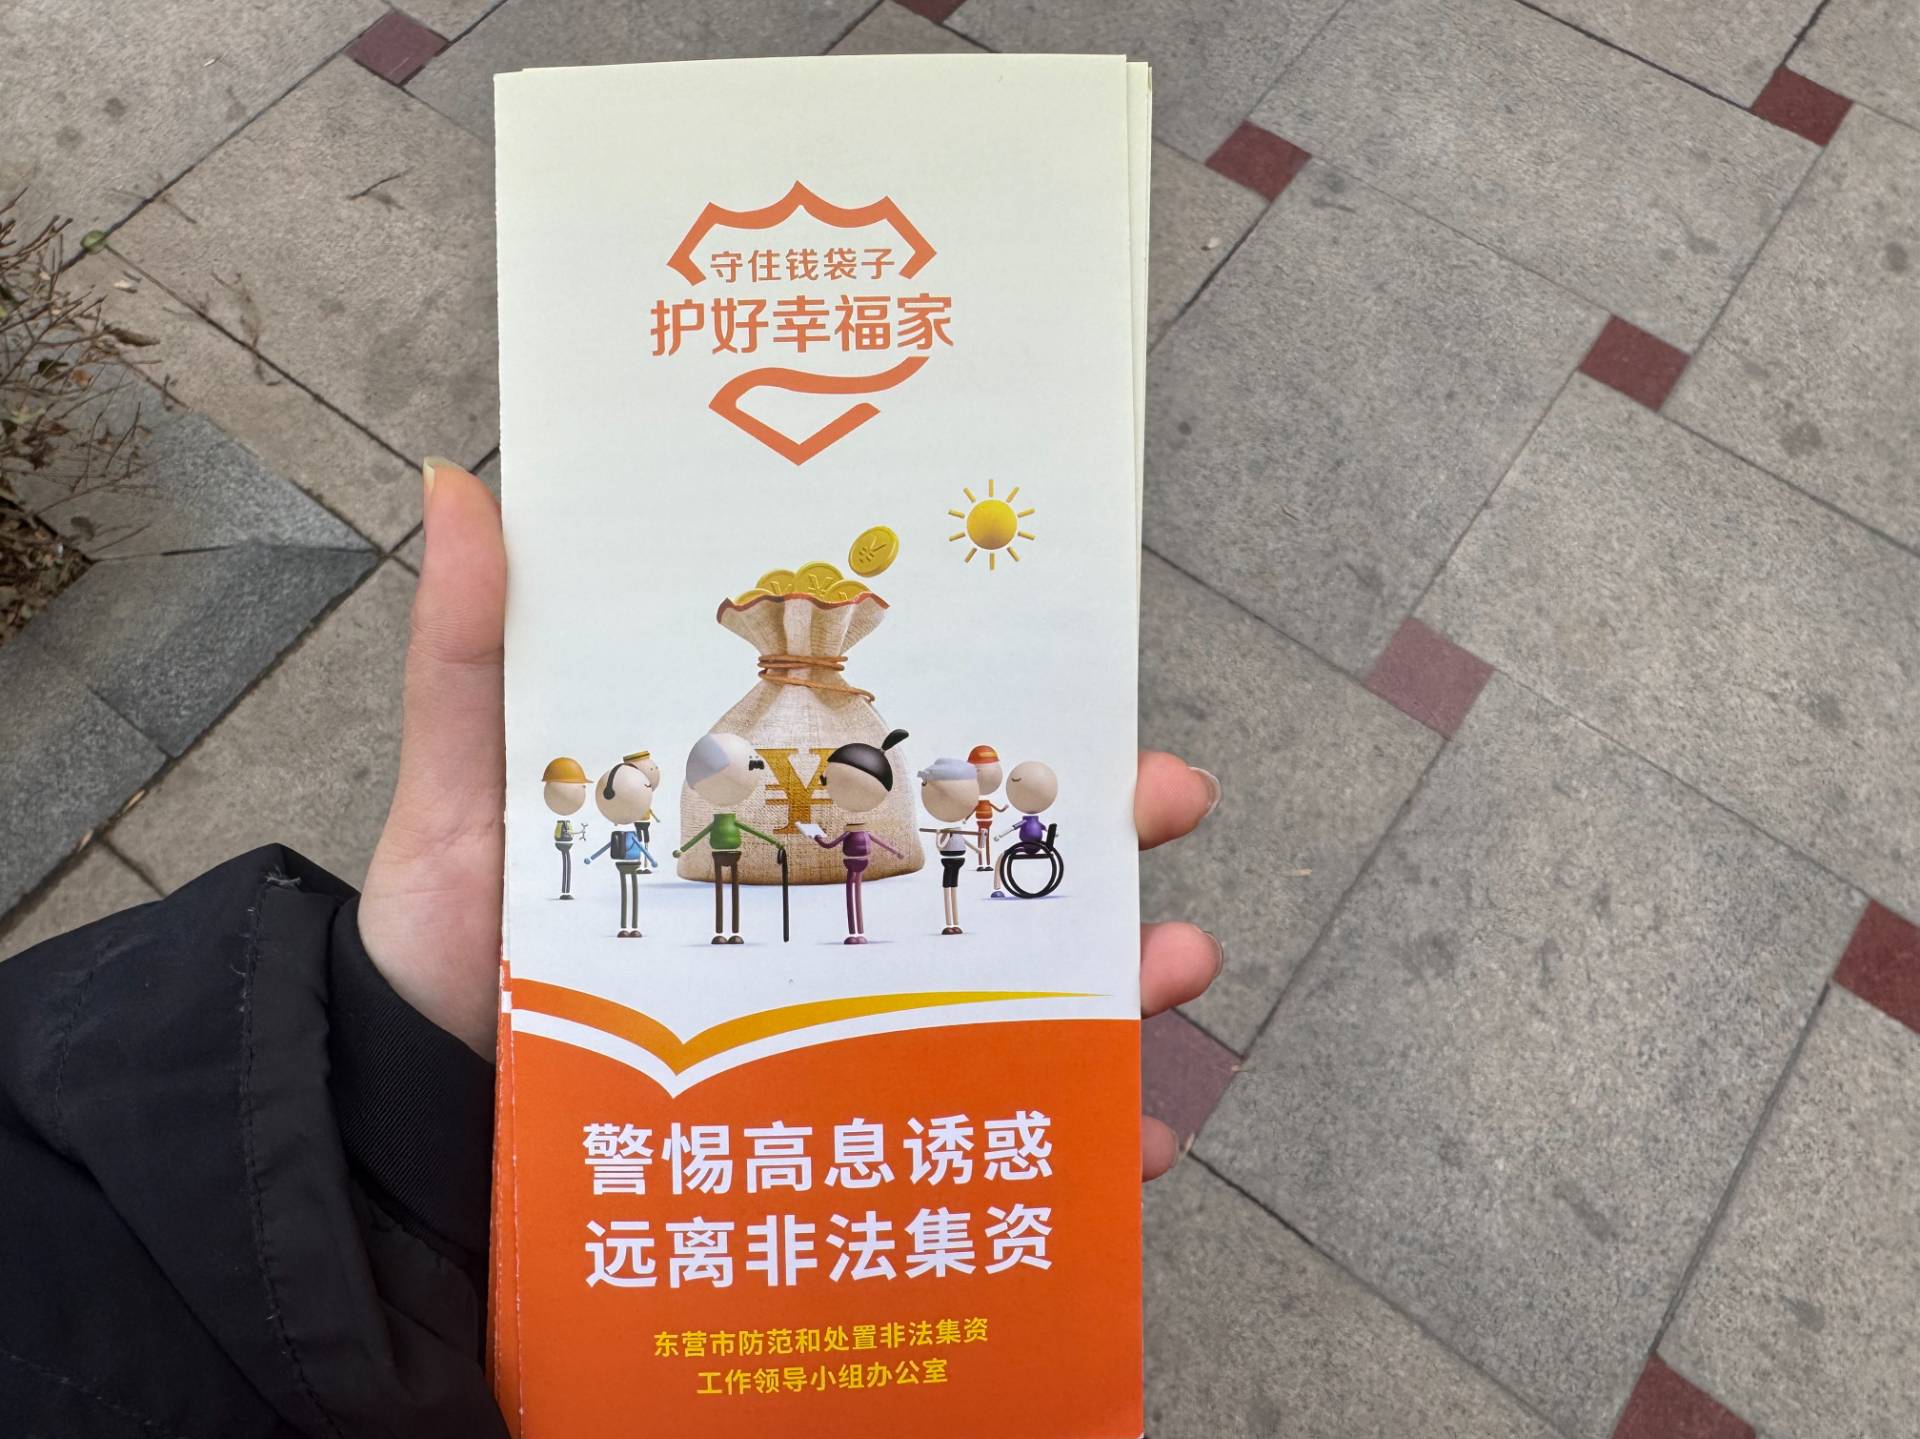 守住钱袋子
护好幸福家
¥
警惕高息诱惑
远离非法集资
东营市防范和处置非法集资
工作领导小组办公室